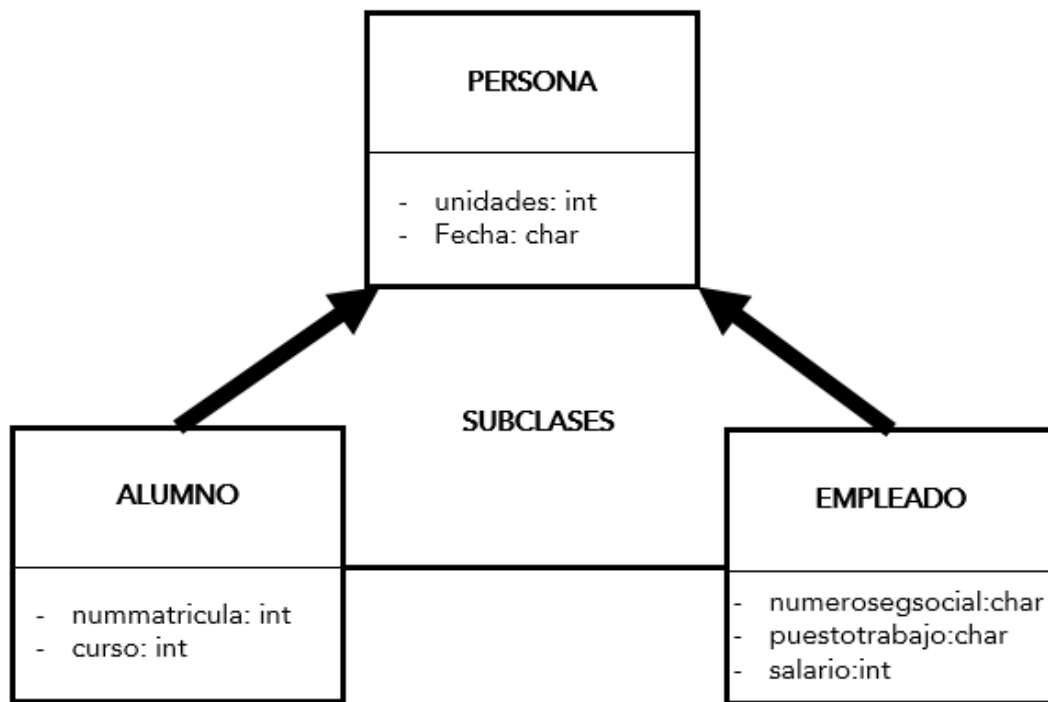 PERSONA
- unidades: int
- Fecha: char
SUBCLASES
ALUMNO
- nummatricula: int
- curso: int
EMPLEADO
- numerosegsocial:char
- puestotrabajo:char
- salario:int